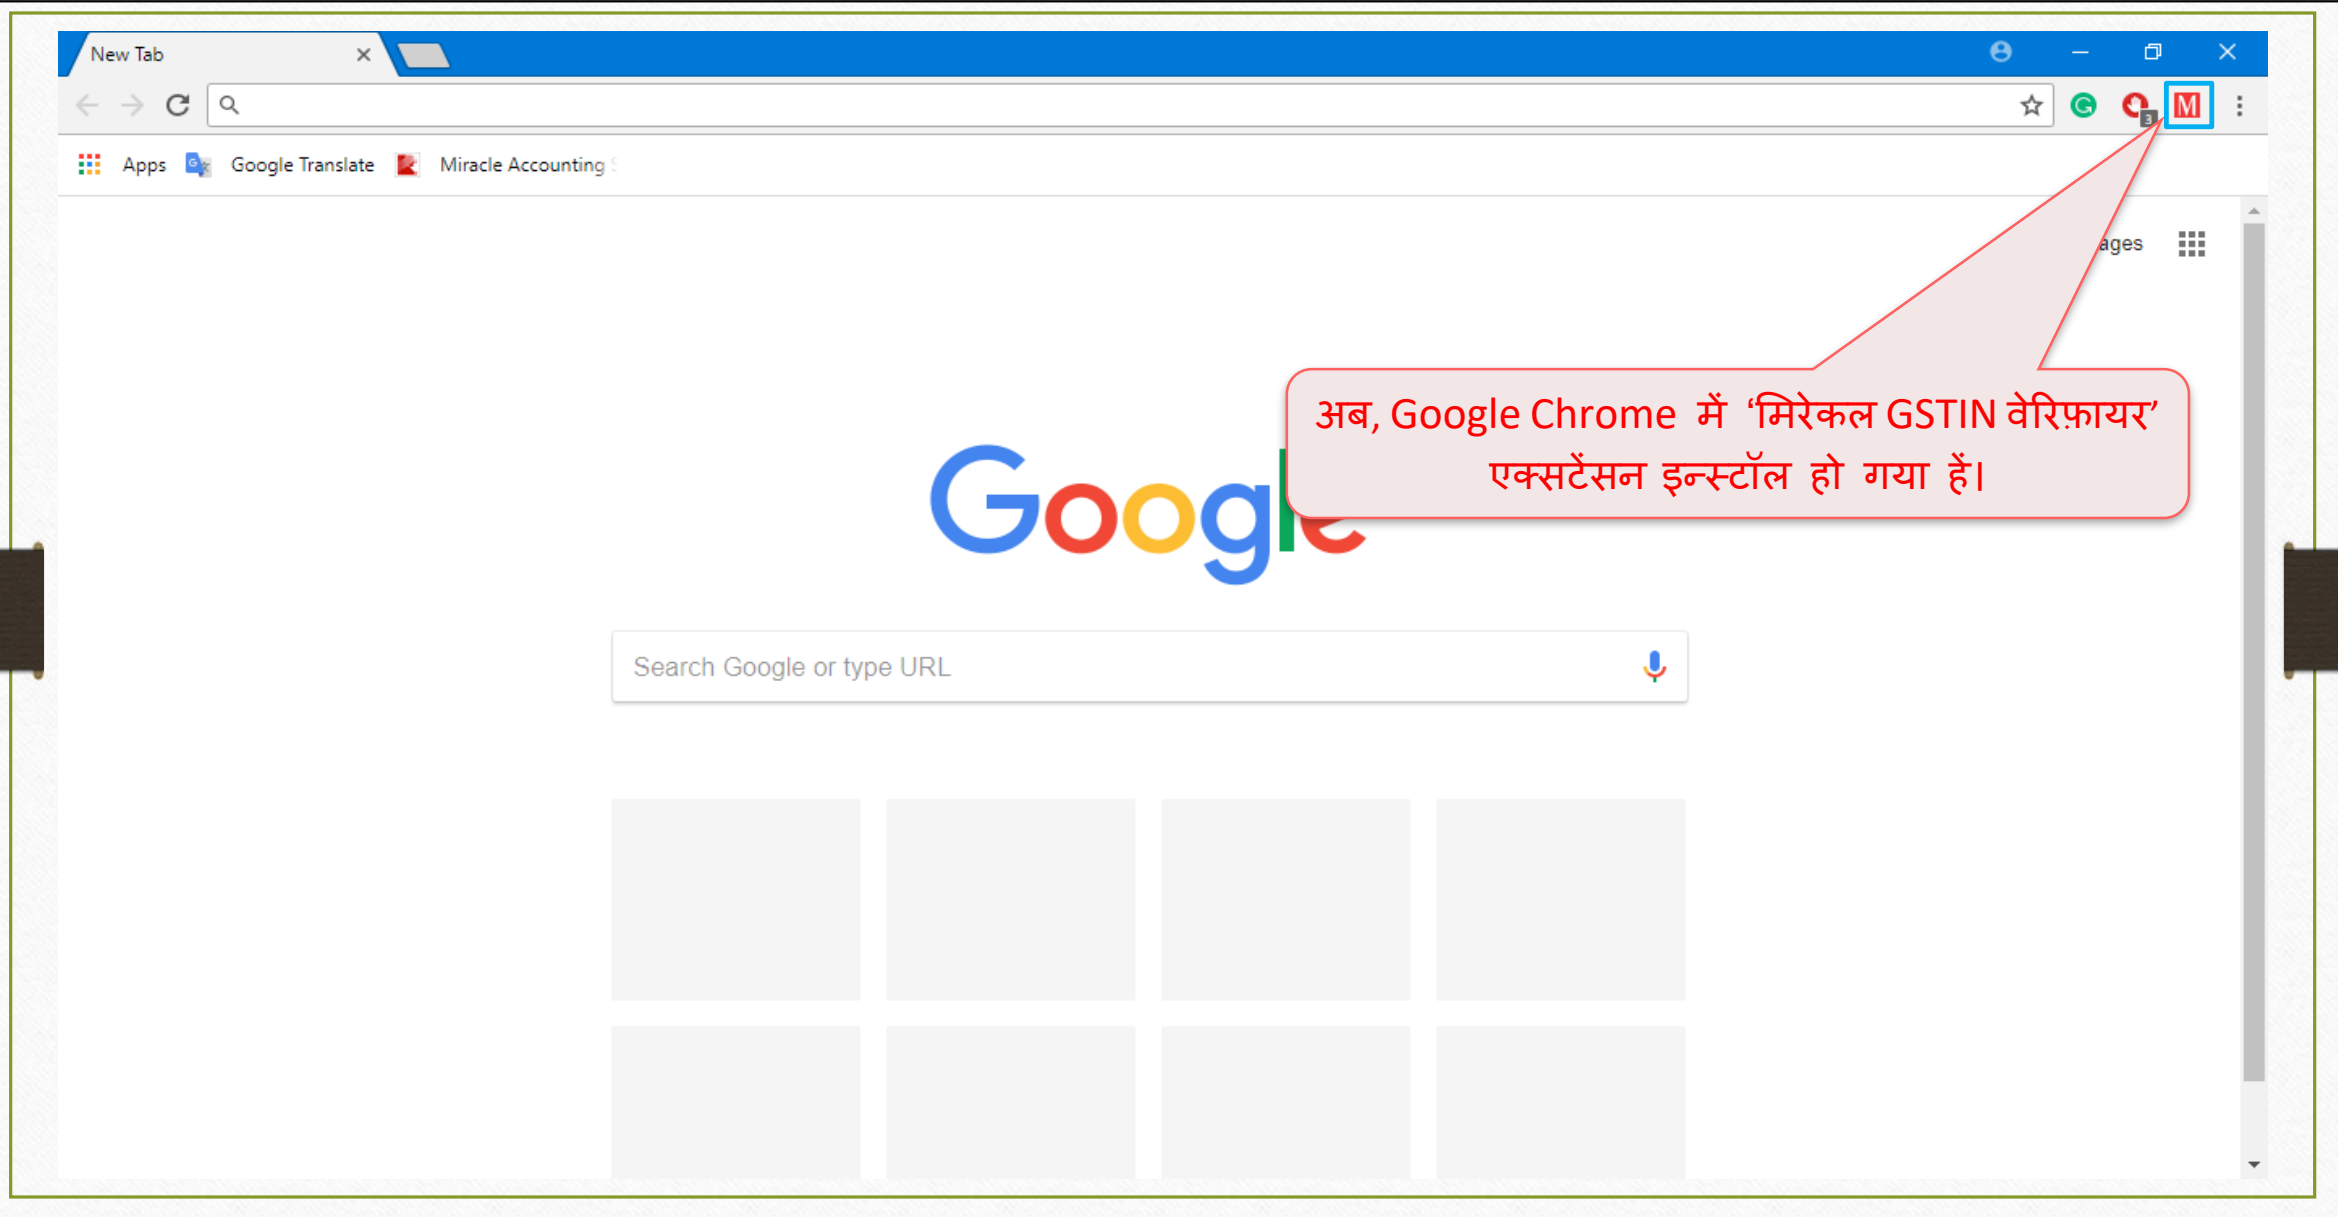 New Tab
Apps Google Translate Miracle Accounting
ages
अब, Google Chrome में ‘मिरेकल GSTIN वेरिफ़ायर’
एक्सटेंसन इन्स्टॉल हो गया हें।
Google
Search Google or type URL
3
M